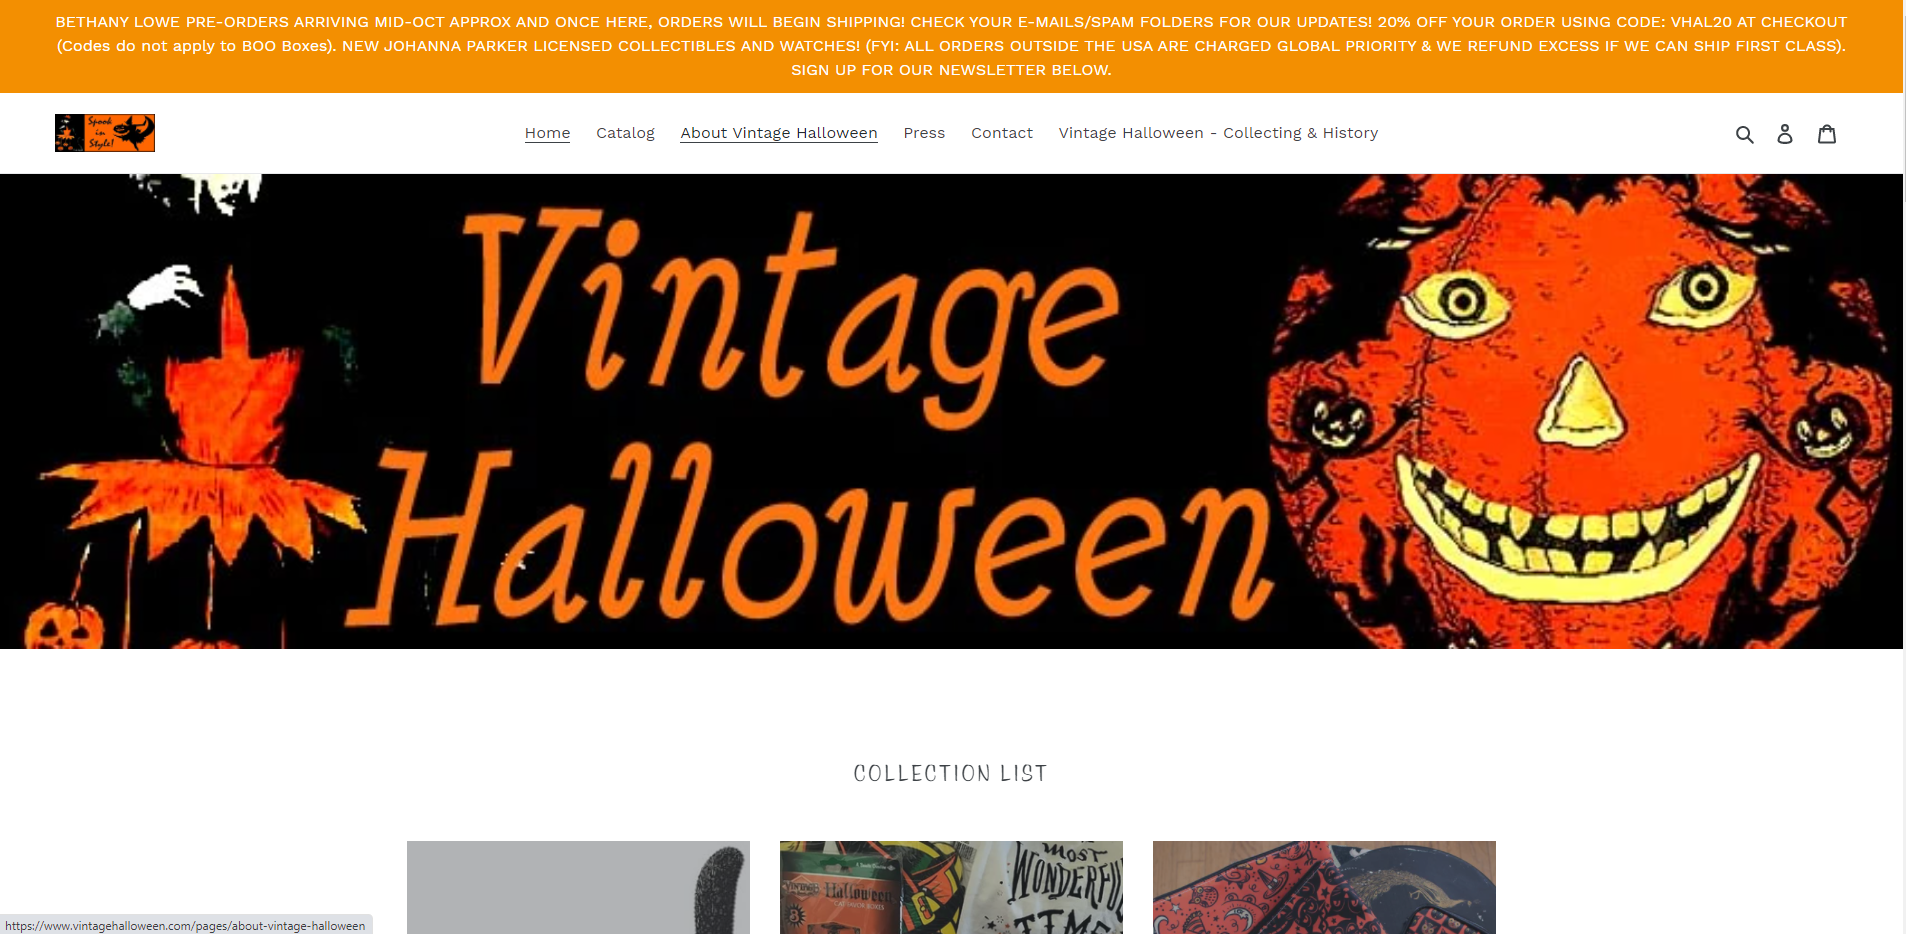 BETHANY LOWE PRE-ORDERS ARRIVING MID-OCT APPROX AND ONCE HERE, ORDERS WILL BEGIN SHIPPING! CHECK YOUR E-MAILS/SPAM FOLDERS FOR OUR UPDATES! 20% OFF YOUR ORDER USING CODE: VHAL20 AT CHECKOUT
(Codes do not apply to BOO Boxes). NEW JOHANNA PARKER LICENSED COLLECTIBLES AND WATCHES! (FYI: ALL ORDERS OUTSIDE THE USA ARE CHARGED GLOBAL PRIORITY & WE REFUND EXCESS IF WE CAN SHIP FIRST CLASS).
SIGN UP FOR OUR NEWSLETTER BELOW.
Spook
in
Style!
Home Catalog About Vintage Halloween Press Contact Vintage Halloween - Collecting & History
Vintage
Halloween
COLLECTION LIST
MOST
WONDERFU
TIME
Halloween
8
https://www.vintagehalloween.com/pages/about-vintage-halloween